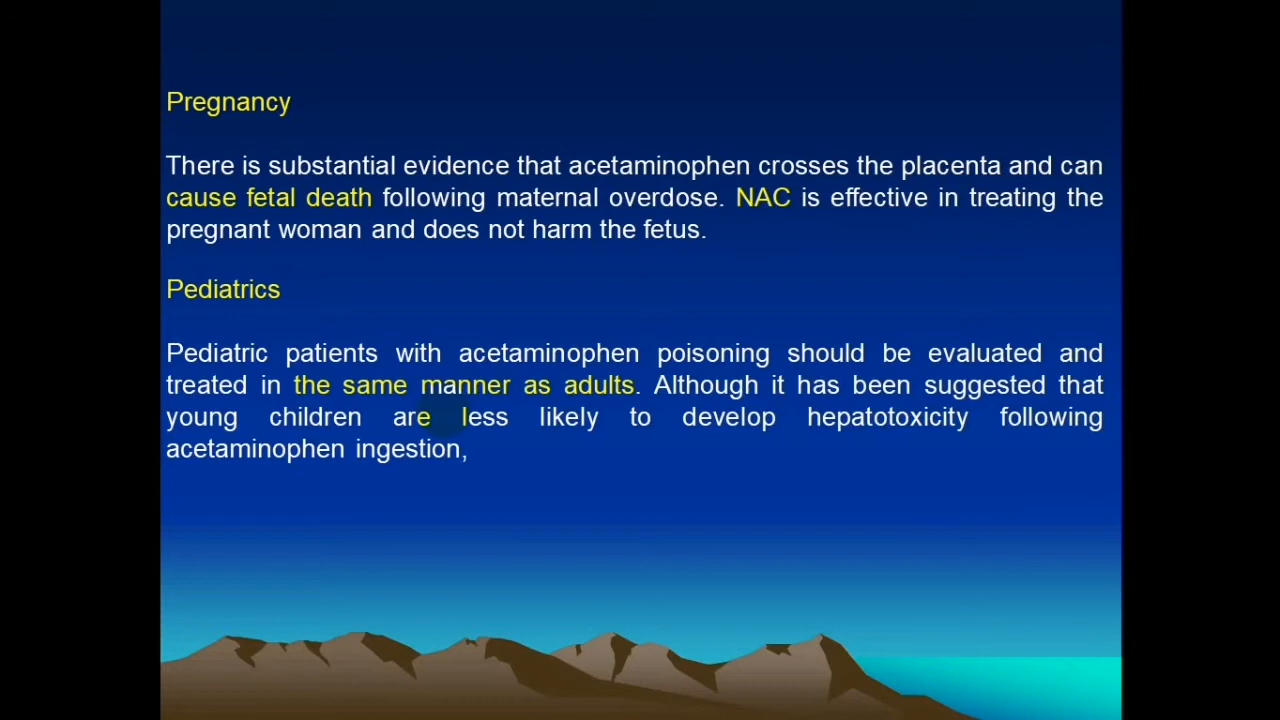 Pregnancy
There is substantial evidence that acetaminophen crosses the placenta and can
cause fetal death following maternal overdose. NAC is effective in treating the
pregnant woman and does not harm the fetus.
Pediatrics
Pediatric patients with acetaminophen poisoning should be evaluated and
treated in the same manner as adults. Although it has been suggested that
young children are less likely to develop hepatotoxicity following
acetaminophen ingestion,